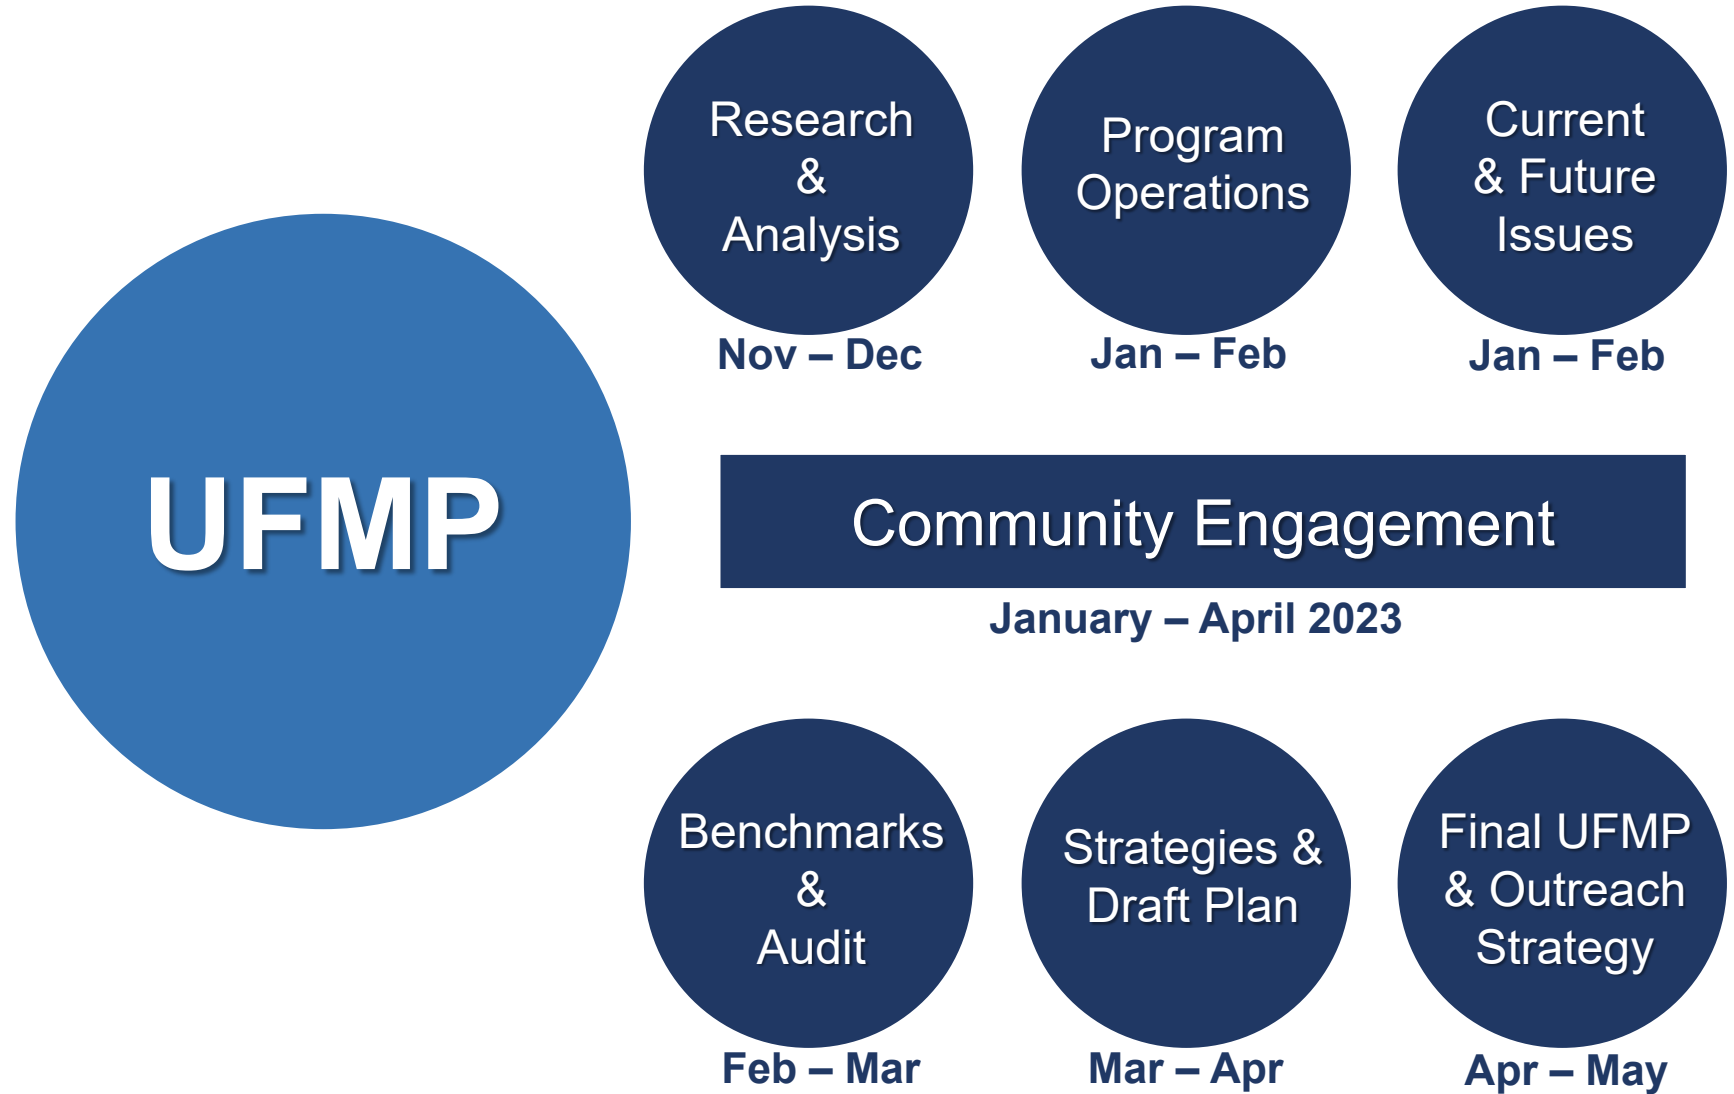 UFMP
Research
&
Analysis
Nov – Dec
Program
Operations
Jan – Feb
Current
& Future
Issues
Jan – Feb
Community Engagement
January – April 2023
Benchmarks
&
Audit
Feb – Mar
Strategies &
Draft Plan
Mar – Apr
Final UFMP
& Outreach
Strategy
Apr – May